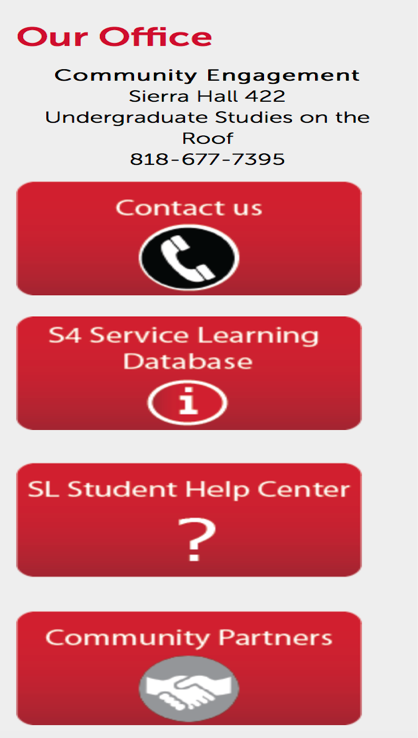 Our Office
Community Engagement
Sierra Hall 422
Undergraduate Studies on the
Roof
818-677-7395
Contact us
S4 Service Learning
Database
i
SL Student Help Center
?
Community Partners